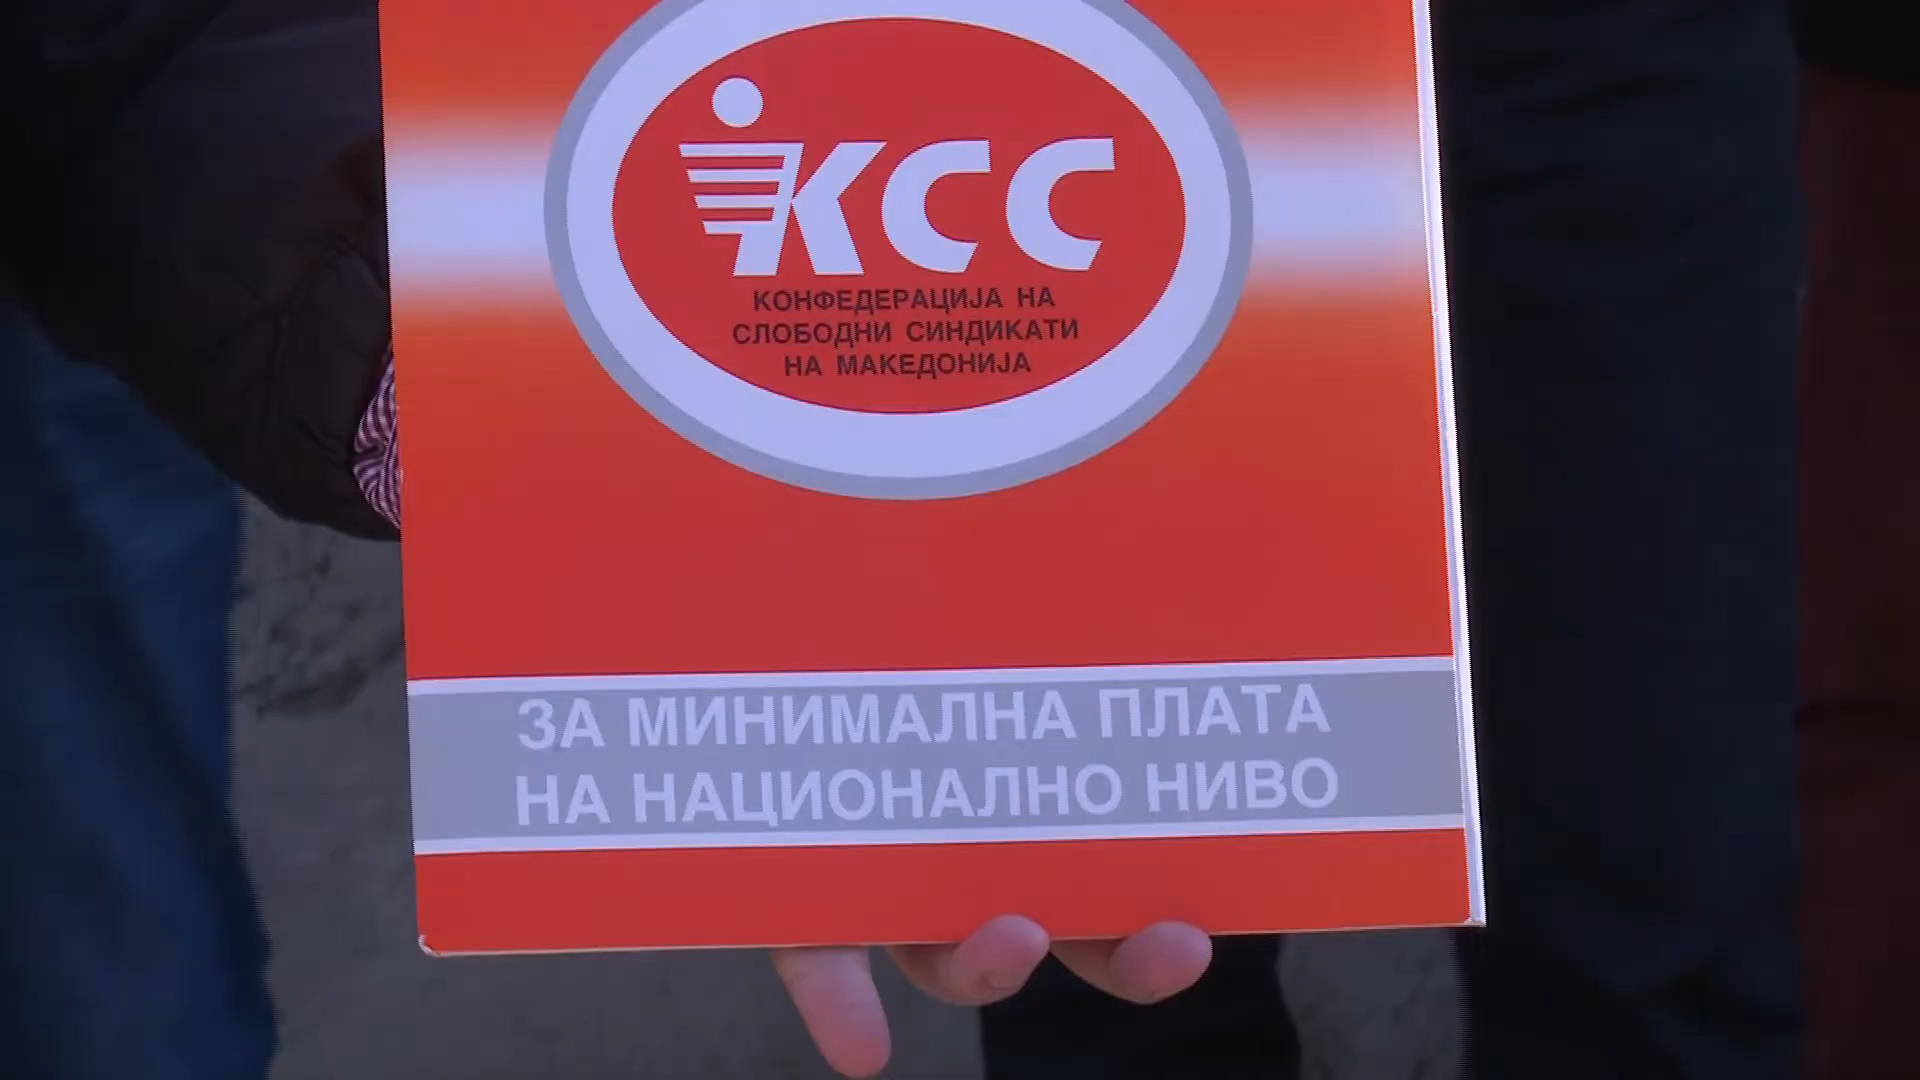 КСС
КОНФЕДЕРАЦИЈА НА
СЛОБОДНИ СИНДИКАТИ
НА МАКЕДОНИЈА
ЗА МИНИМАЛНА ПЛАТА
НА НАЦИОНАЛНО НИВО